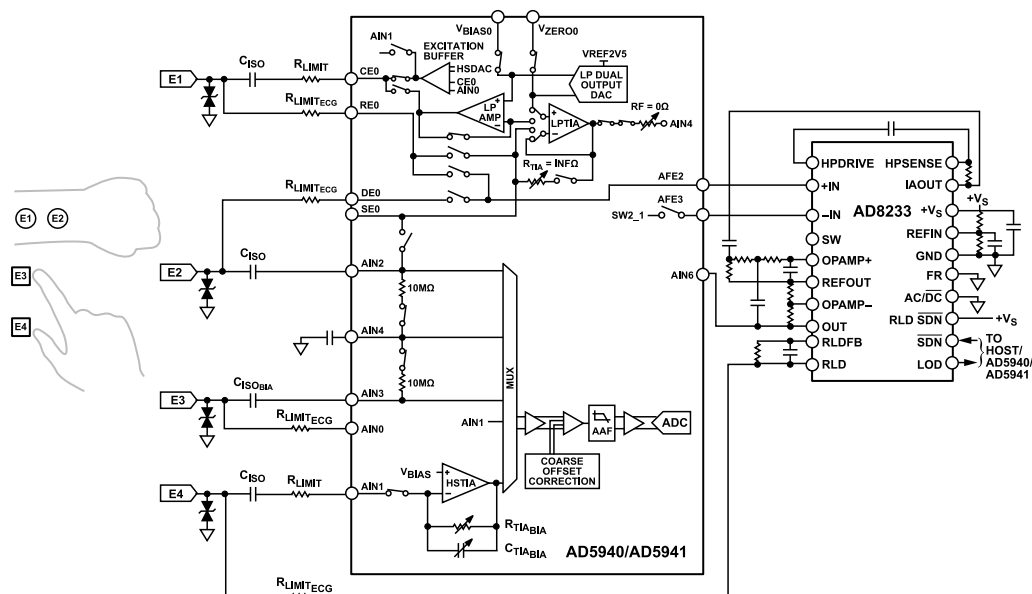 VBIAS0
VZERO0
AIN1
EXCITATION
BUFFER
HSDAC
CE0
AIN0
VREF2V5
LP DUAL
OUTPUT
DAC
E1
CISO
RLIMIT
CE0
RLIMITECG
RE0
LP
AMP
+
−
LPTIA
+
−
RF = 0Ω
AIN4
RTIA = INFΩ
RLIMITECG
DE0
SE0
AFE2
AFE3
SW2_1
AIN6
E1
E2
E3
E4
E2
CISO
AIN2
10MΩ
AIN4
10MΩ
E3
CISOBIA
AIN3
RLIMITECG
AIN0
MUX
AIN1
AAF
ADC
COARSE
OFFSET
CORRECTION
E4
CISO
RLIMIT
AIN1
VBIAS
+
−
HSTIA
RTIABIA
CTIABIA
AD5940/AD5941
RLIMITECG
HPDRIVE
HPSENSE
IAOUT
+IN
AD8233
−IN
+VS
+VS
REFIN
SW
GND
OPAMP+
FR
REFOUT
AC/DC
OPAMP−
RLD SDN
+VS
OUT
SDN
RLDFB
LOD
RLD
TO
HOST/
AD5940/
AD5941